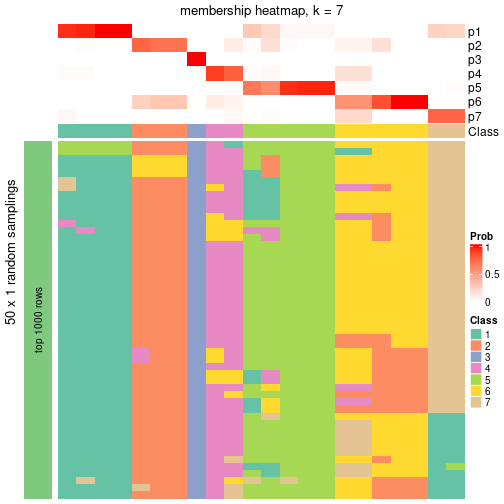 membership heatmap, k = 7
p1
p2
p3
p4
p5
p6
p7
Class
50 x 1 random samplings
top 1000 rows
Prob
1
0.5
0
Class
1
2
3
4
5
6
7